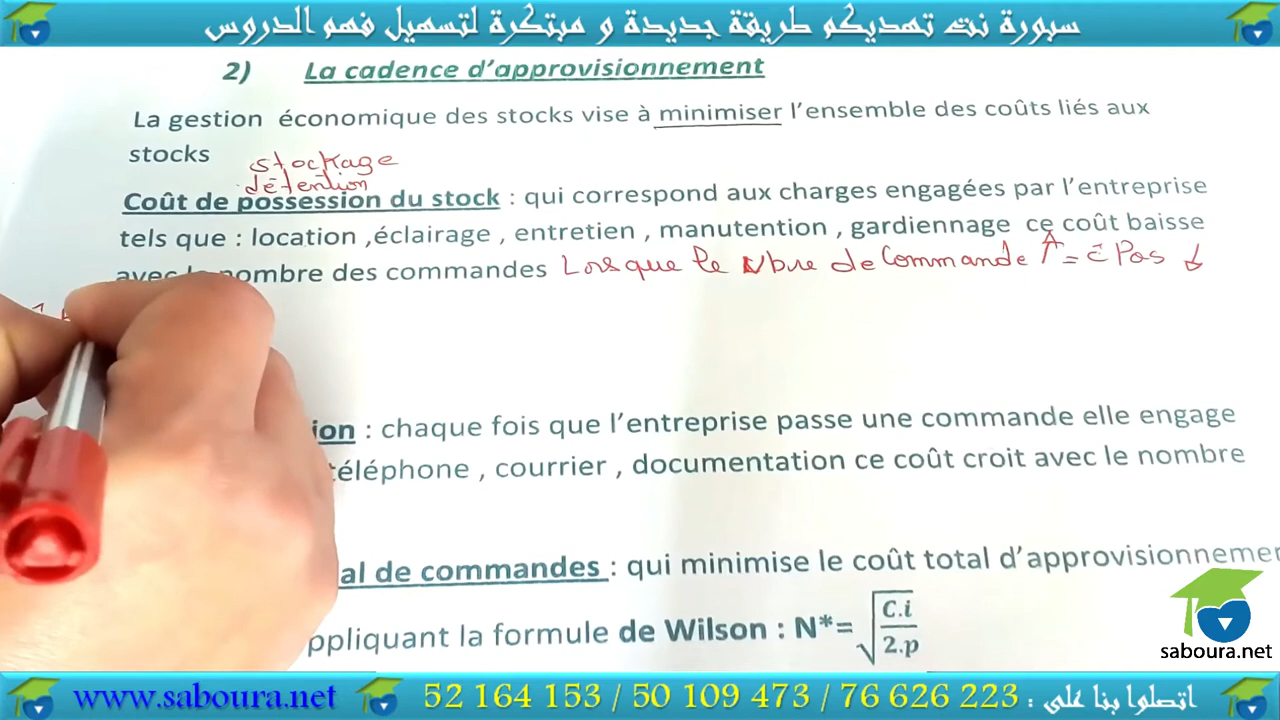 سبورة نت تهديكم طريقة جديدة و مبتكرة لتسهيل فهم الدروس
2) La cadence d'approvisionnement
La gestion économique des stocks vise à minimiser l'ensemble des coûts liés aux
stocks stockage
détention
Coût de possession du stock : qui correspond aux charges engagées par l'entreprise
tels que : location ,éclairage , entretien , manutention , gardiennage ce coût baisse
avec le nombre des commandes Lorsque le Nbre de Commande ↑ = C Pos ↓
ion : chaque fois que l'entreprise passe une commande elle engage
téléphone , courrier , documentation ce coût croit avec le nombre
al de commandes : qui minimise le coût total d'approvisionnemen
ppliquant la formule de Wilson : N*= √(C.i / 2.p)
saboura.net
www.saboura.net 52 164 153 / 50 109 473 / 76 626 223 : اتصلوا بنا على